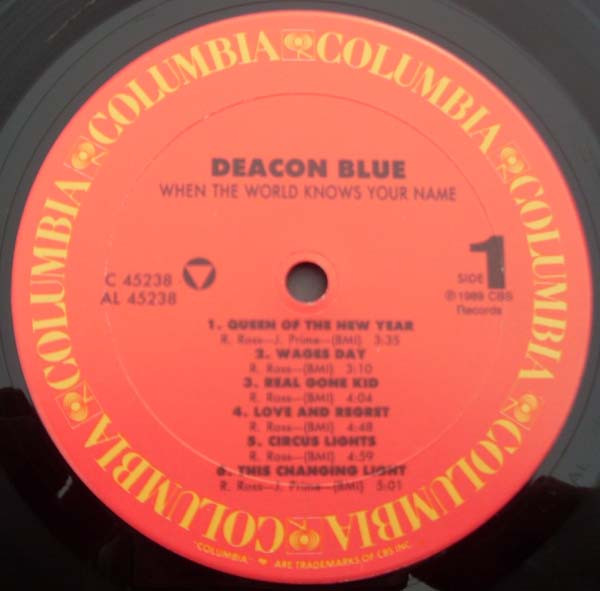 COLUMBIA COLUMBIA COLUMBIA COLUMBIA COLUMBIA COLUMBIA COLUMBIA COLUMBIA
DEACON BLUE
WHEN THE WORLD KNOWS YOUR NAME
C 45238
AL 45238
SIDE 1
℗ 1989 CBS
Records
1. QUEEN OF THE NEW YEAR
R. Ross—J. Prime—(BMI) 3:35
2. WAGES DAY
R. Ross—(BMI) 3:10
3. REAL GONE KID
R. Ross—(BMI) 4:04
4. LOVE AND REGRET
R. Ross—(BMI) 4:48
5. CIRCUS LIGHTS
R. Ross—(BMI) 4:59
6. THIS CHANGING LIGHT
R. Ross—J. Prime—(BMI) 5:01
"COLUMBIA," ARE TRADEMARKS OF CBS INC.